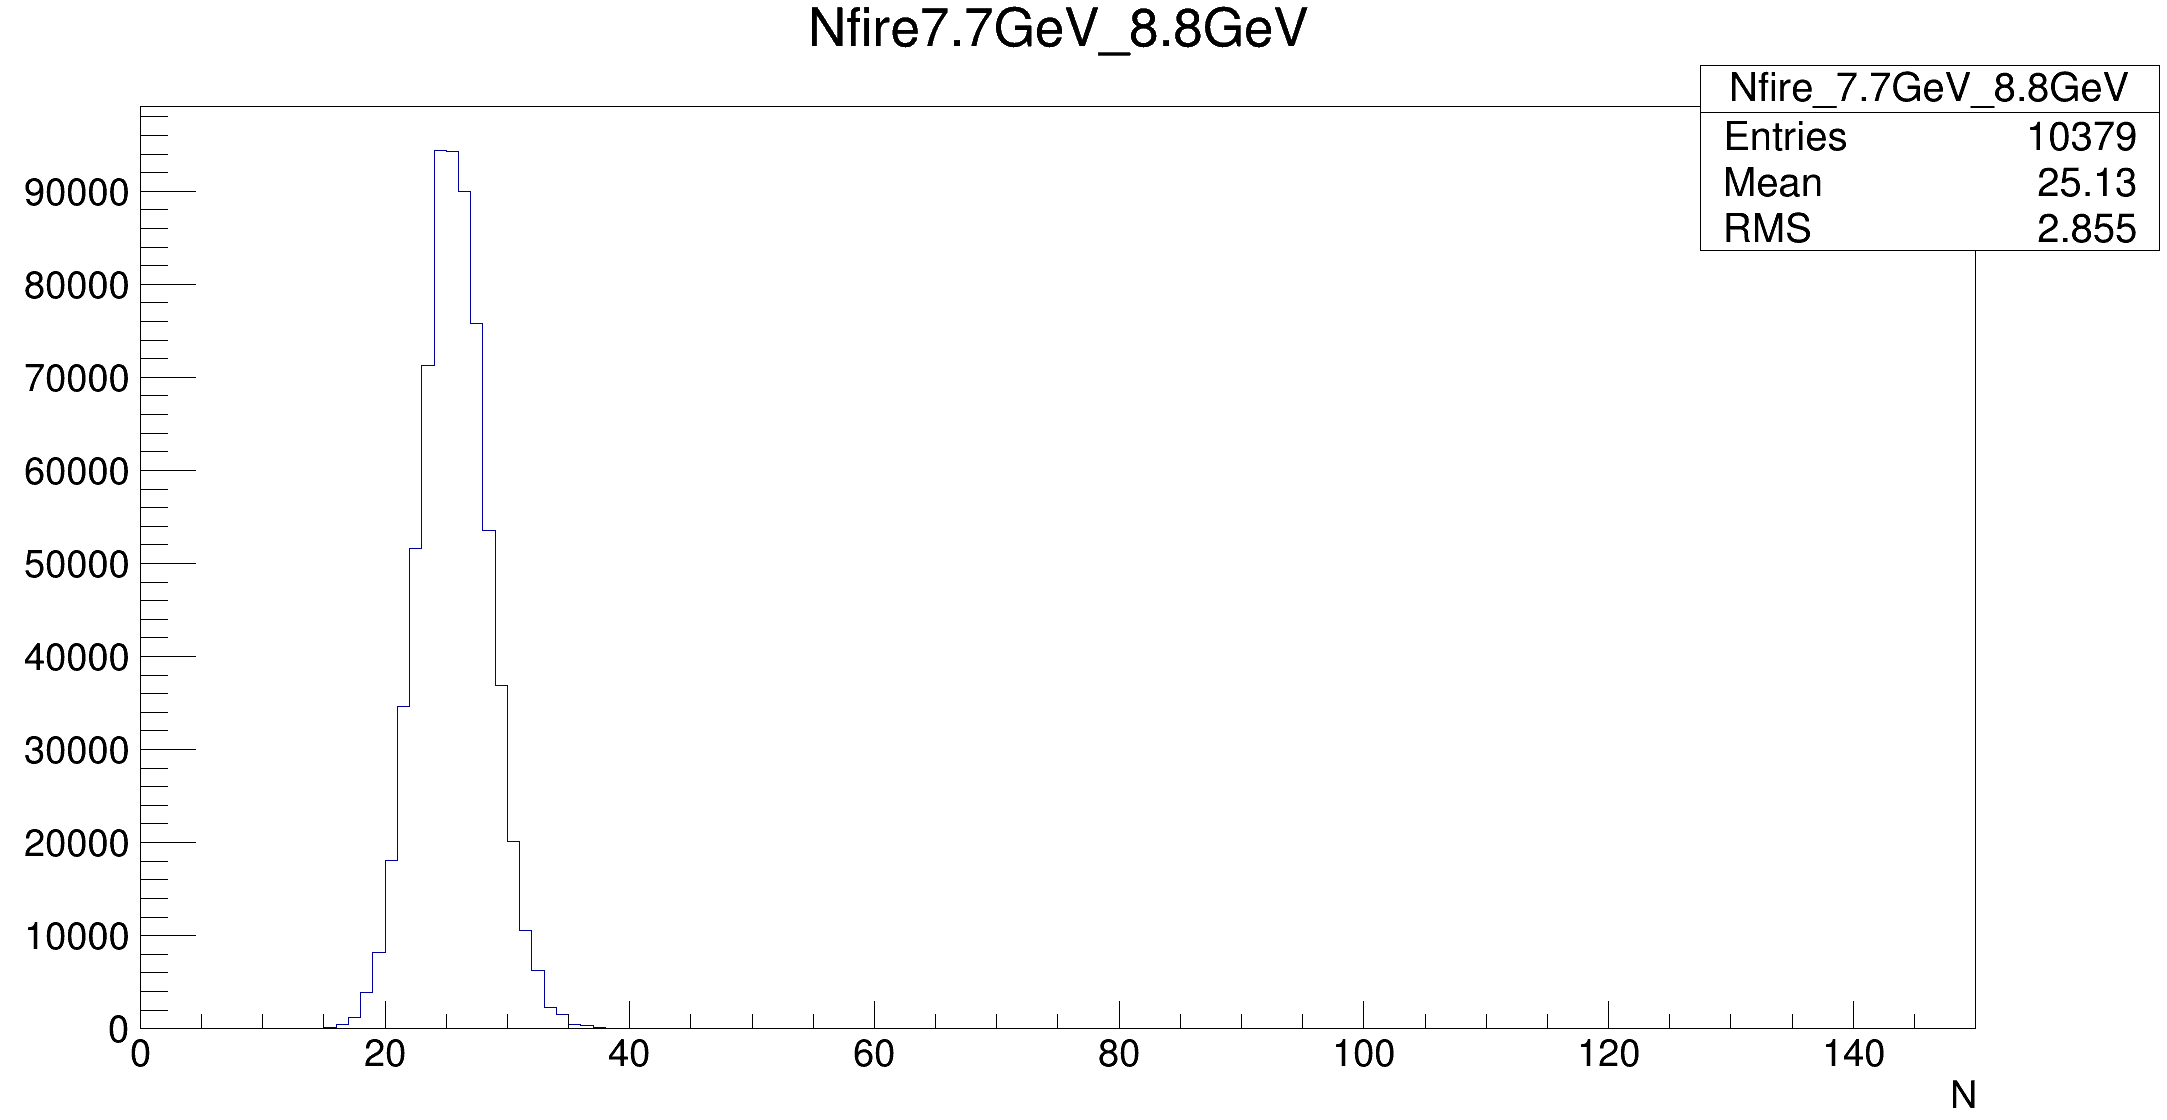 Nfire7.7GeV_8.8GeV
Nfire_7.7GeV_8.8GeV
Entries 10379
Mean 25.13
RMS 2.855
90000
80000
70000
60000
50000
40000
30000
20000
10000
0
0 20 40 60 80 100 120 140
N